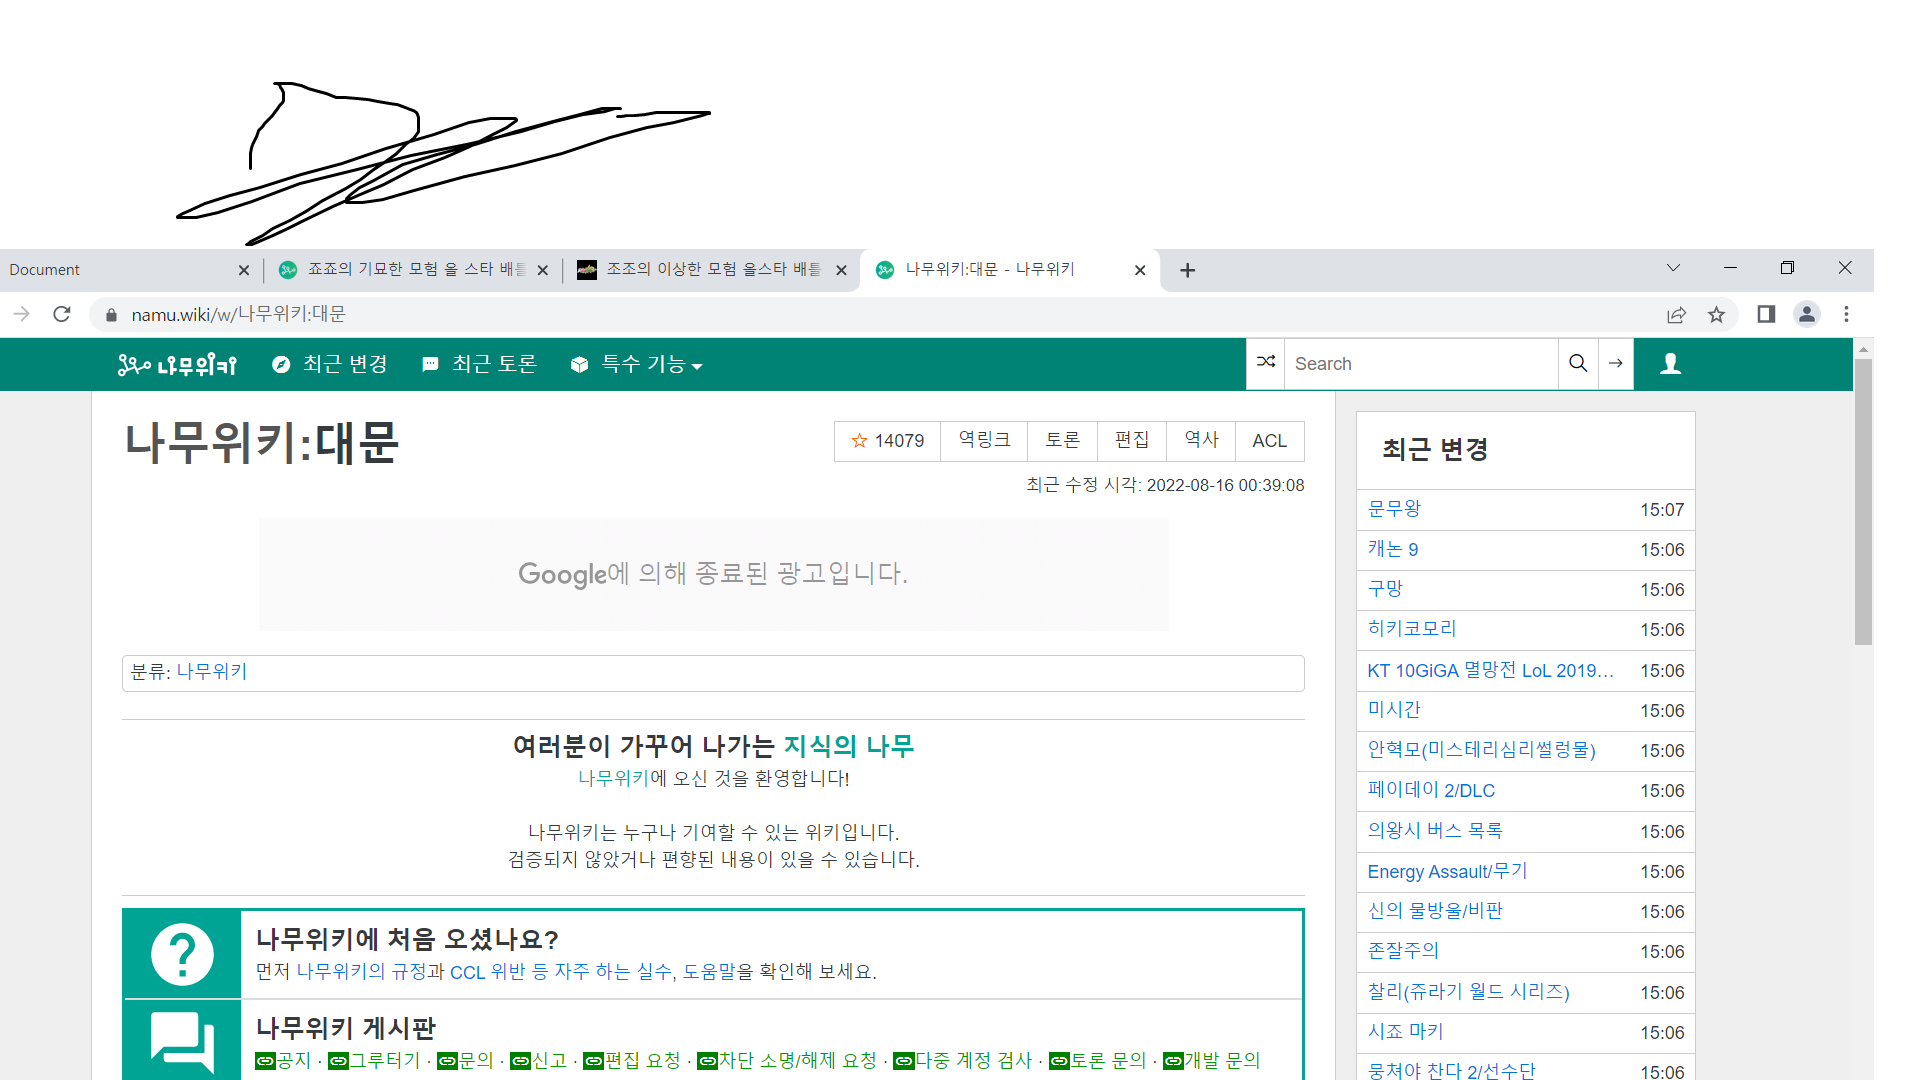 Document
죠죠의 기묘한 모험 올 스타 배틀
조조의 이상한 모험 올스타 배틀
나무위키:대문 - 나무위키
namu.wiki/w/나무위키:대문
나무위키
최근 변경
최근 토론
특수 기능
Search
나무위키:대문
14079
역링크
토론
편집
역사
ACL
최근 수정 시각: 2022-08-16 00:39:08
Google에 의해 종료된 광고입니다.
분류: 나무위키
여러분이 가꾸어 나가는 지식의 나무
나무위키에 오신 것을 환영합니다!
나무위키는 누구나 기여할 수 있는 위키입니다.
검증되지 않았거나 편향된 내용이 있을 수 있습니다.
나무위키에 처음 오셨나요?
먼저 나무위키의 규정과 CCL 위반 등 자주 하는 실수, 도움말을 확인해 보세요.
나무위키 게시판
공지 · 그루터기 · 문의 · 신고 · 편집 요청 · 차단 소명/해제 요청 · 다중 계정 검사 · 토론 문의 · 개발 문의
최근 변경
문무왕 15:07
캐논 9 15:06
구망 15:06
히키코모리 15:06
KT 10GiGA 멸망전 LoL 2019… 15:06
미시간 15:06
안혁모(미스테리심리썰렁물) 15:06
페이데이 2/DLC 15:06
의왕시 버스 목록 15:06
Energy Assault/무기 15:06
신의 물방울/비판 15:06
존잘주의 15:06
찰리(쥬라기 월드 시리즈) 15:06
시죠 마키 15:06
뭉쳐야 찬다 2/선수단 15:06